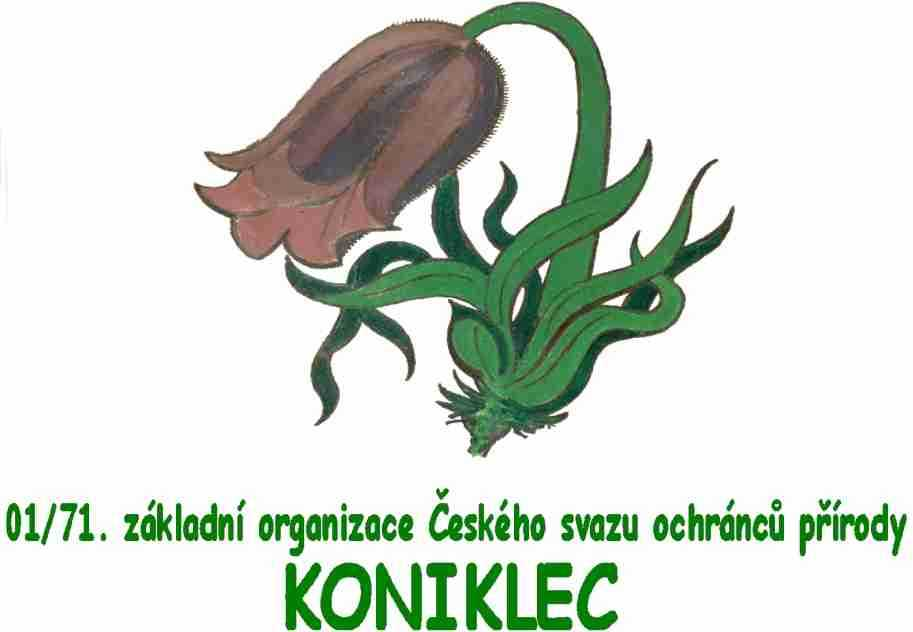 01/71. základní organizace Českého svazu ochránců přírody
KONIKLEC